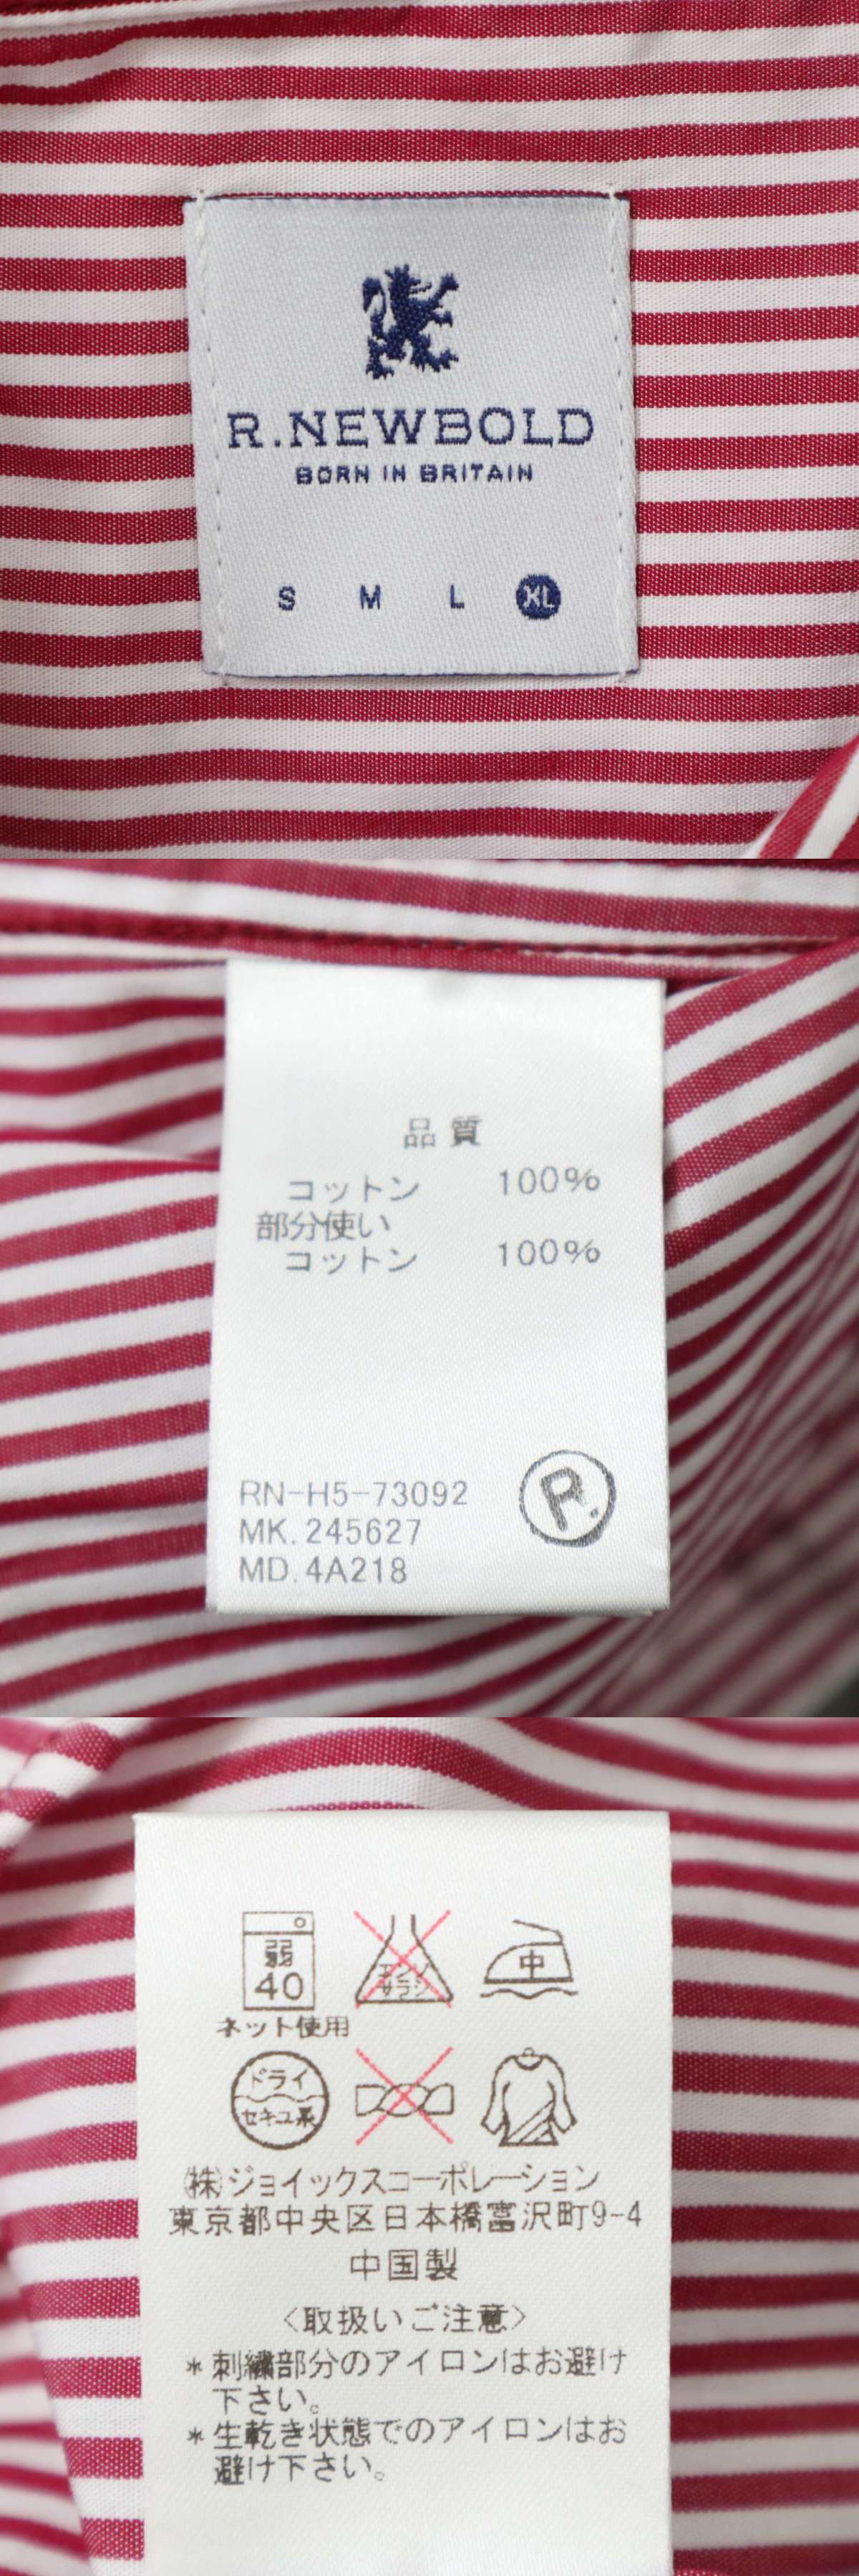 R.NEWBOLD
BORN IN BRITAIN
S M L XL
品質
コットン 100%
部分使い
コットン 100%
RN-H5-73092
MK.245627
MD.4A218
R.
弱
40
エンソ
サラシ
中
ネット使用
ドライ
セキユ系
㈱ジョイックスコーポレーション
東京都中央区日本橋富沢町9-4
中国製
〈取扱いご注意〉
*刺繍部分のアイロンはお避け
下さい。
*生乾き状態でのアイロンはお
避け下さい。